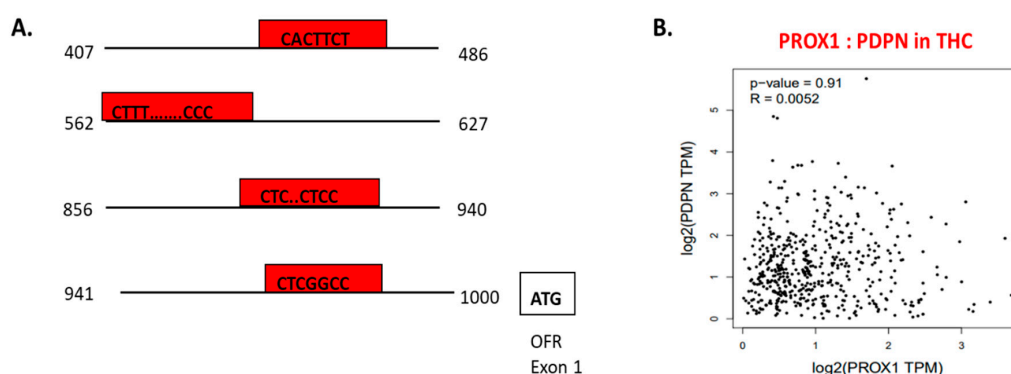 A.
407
CACTTCT
486
562
CTTT.......CCC
627
856
CTC..CTCC
940
941
CTCGGCC
1000
ATG
OFR
Exon 1
B.
PROX1 : PDPN in THC
p-value = 0.91
R = 0.0052
log2(PDPN TPM)
5
4
3
2
1
0
0 1 2 3
log2(PROX1 TPM)